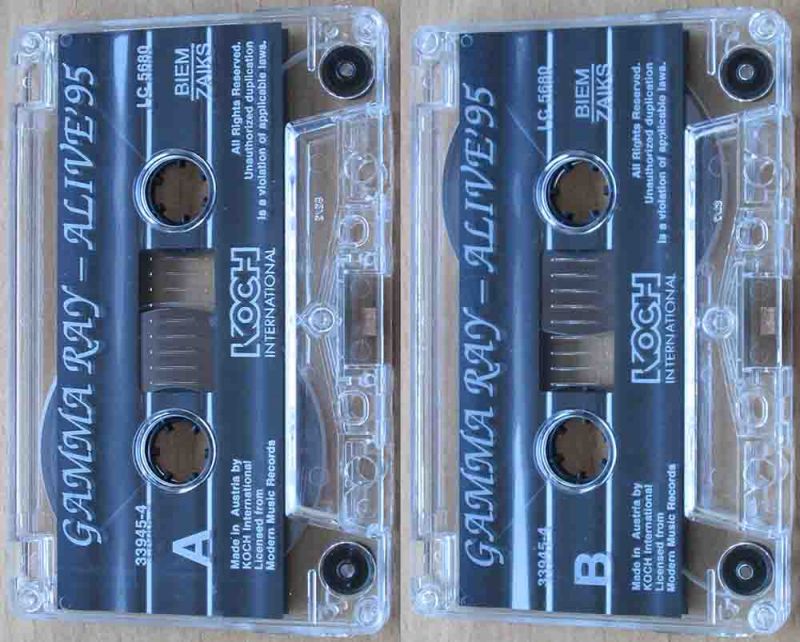 GAMMA RAY – ALIVE'95
33945-4
LC 5680
A
BIEM
ZAIKS
Made in Austria by
KOCH International
Licensed from
Modern Music Records
KOCH
INTERNATIONAL
All Rights Reserved.
Unauthorized duplication
is a violation of applicable laws.
GAMMA RAY – ALIVE'95
33945-4
LC 5680
B
BIEM
ZAIKS
Made in Austria by
KOCH International
Licensed from
Modern Music Records
KOCH
INTERNATIONAL
All Rights Reserved.
Unauthorized duplication
is a violation of applicable laws.